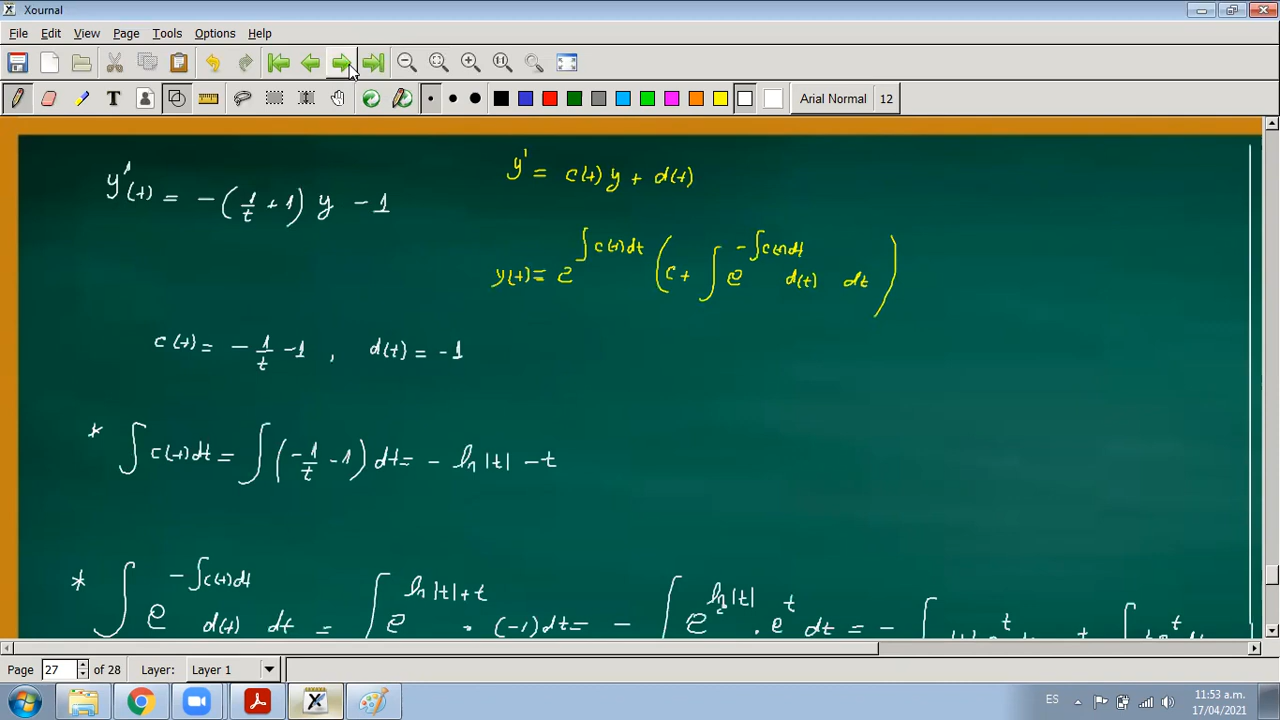 Xournal
File Edit View Page Tools Options Help
Arial Normal 12
y'(t) = -(1/t + 1) y - 1
y' = c(t) y + d(t)
y(t) = e^{∫c(t)dt} (c + ∫ e^{-∫c(t)dt} d(t) dt)
c(t) = - 1/t - 1 , d(t) = -1
* ∫ c(t)dt = ∫ (-1/t - 1) dt = - ln|t| - t
* ∫ e^{-∫c(t)dt} d(t) dt = ∫ e^{ln|t|+t} . (-1)dt = - ∫ e^{ln|t|} . e^t dt = - ∫
Page 27 of 28 Layer: Layer 1
ES 11:53 a.m.
17/04/2021